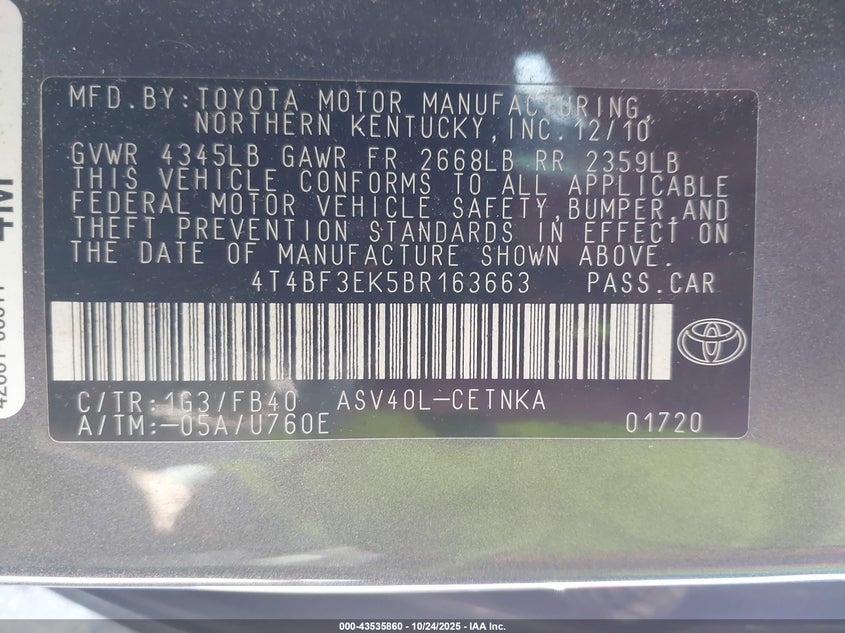 MFD.BY:TOYOTA MOTOR MANUFACTURING,
NORTHERN KENTUCKY,INC.12/10
GVWR 4345LB GAWR FR 2668LB RR 2359LB
THIS VEHICLE CONFORMS TO ALL APPLICABLE
FEDERAL MOTOR VEHICLE SAFETY,BUMPER,AND
THEFT PREVENTION STANDARDS IN EFFECT ON
THE DATE OF MANUFACTURE SHOWN ABOVE.
4T4BF3EK5BR163663 PASS.CAR
C/TR:1G3/FB40 ASV40L-CETNKA
A/TM:-05A/U760E 01720
000-43535860 - 10/24/2025 - IAA Inc.